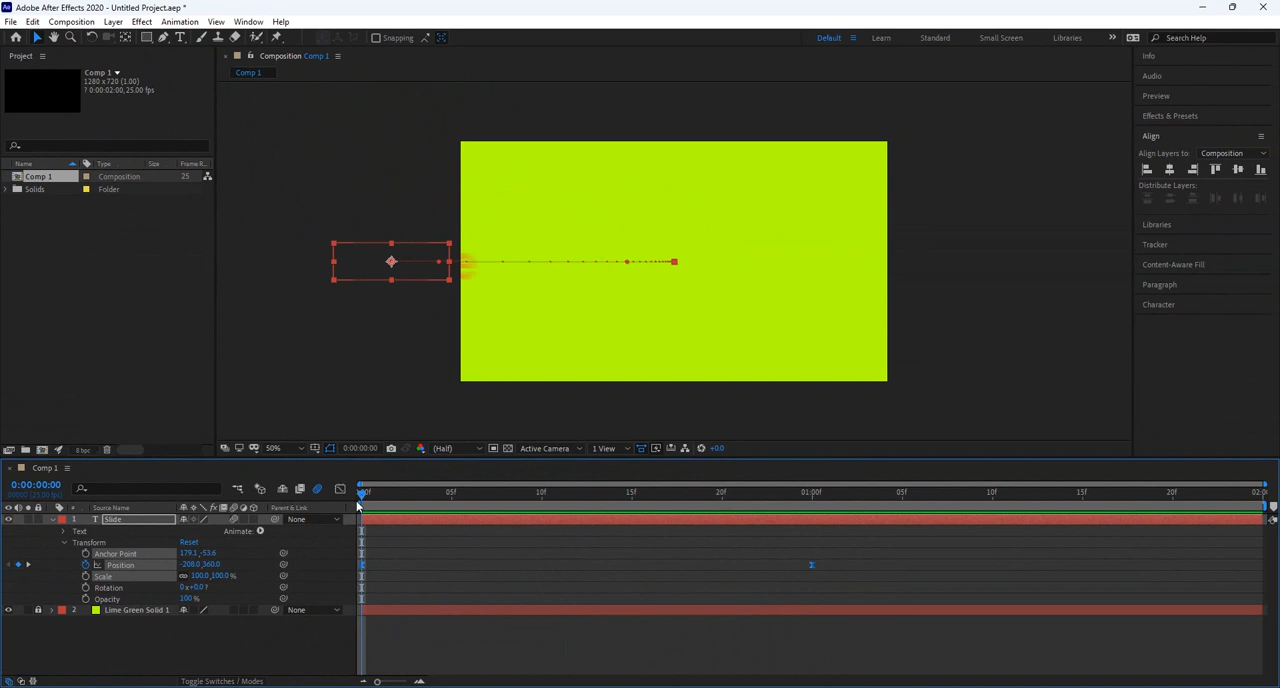 Adobe After Effects 2020 - Untitled Project.aep *
File Edit Composition Layer Effect Animation View Window Help
Snapping Default Learn Standard Small Screen Libraries Search Help
Project
Comp 1
1280 x 720 (1.00)
? 0:00:02:00, 25.00 fps
Name Type Size Frame R...
Comp 1 Composition 25
Solids Folder
8 bpc
Composition Comp 1
Comp 1
50% 0:00:00:00 (Half) Active Camera 1 View +0.0
Info
Audio
Preview
Effects & Presets
Align
Align Layers to: Composition
Distribute Layers:
Libraries
Tracker
Content-Aware Fill
Paragraph
Character
Comp 1
0:00:00:00
00000 (25.00 fps)
:00f 05f 10f 15f 20f 01:00f 05f 10f 15f 20f 02:0
# Source Name Parent & Link
1 T Slide None
Text Animate:
Transform Reset
Anchor Point 179.1,-53.6
Position -208.0,360.0
Scale 100.0,100.0%
Rotation 0x+0.0?
Opacity 100%
2 Lime Green Solid 1 None
Toggle Switches / Modes